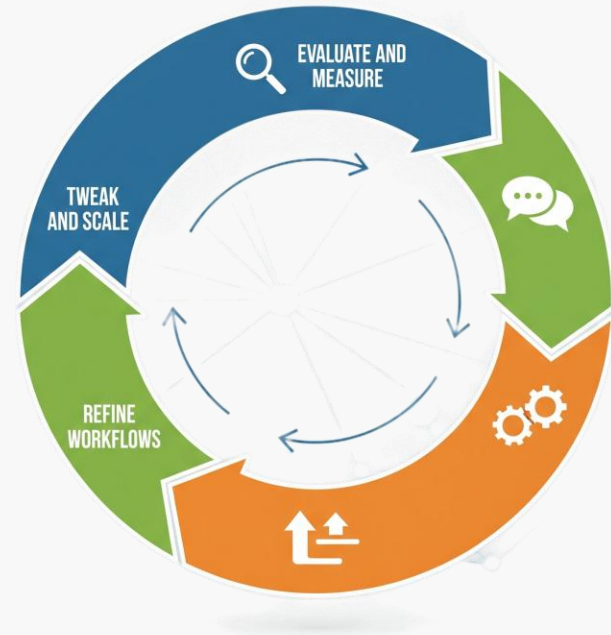 EVALUATE AND
MEASURE
TWEAK
AND SCALE
REFINE
WORKFLOWS